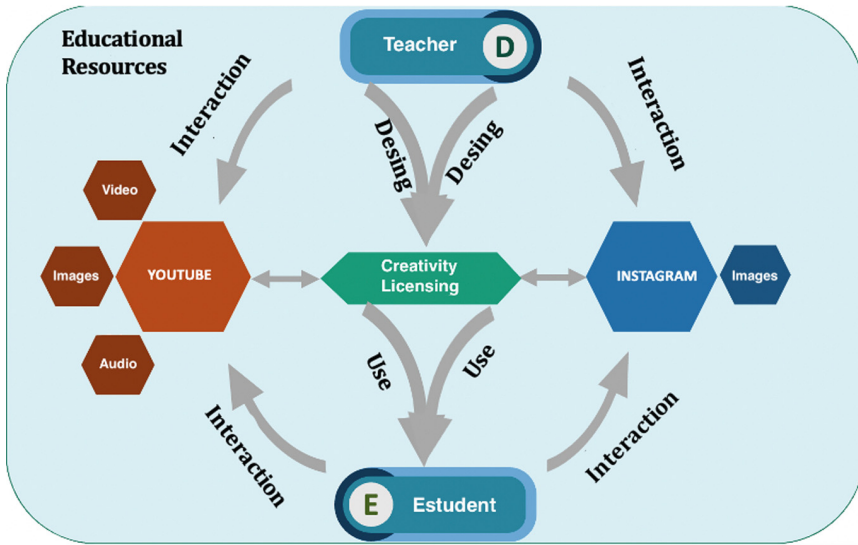 Educational
Resources
Teacher
D
Interaction
Desing
Desing
Interaction
Video
Images
YOUTUBE
Audio
Creativity
Licensing
INSTAGRAM
Images
Use
Use
Interaction
Interaction
E
Estudent